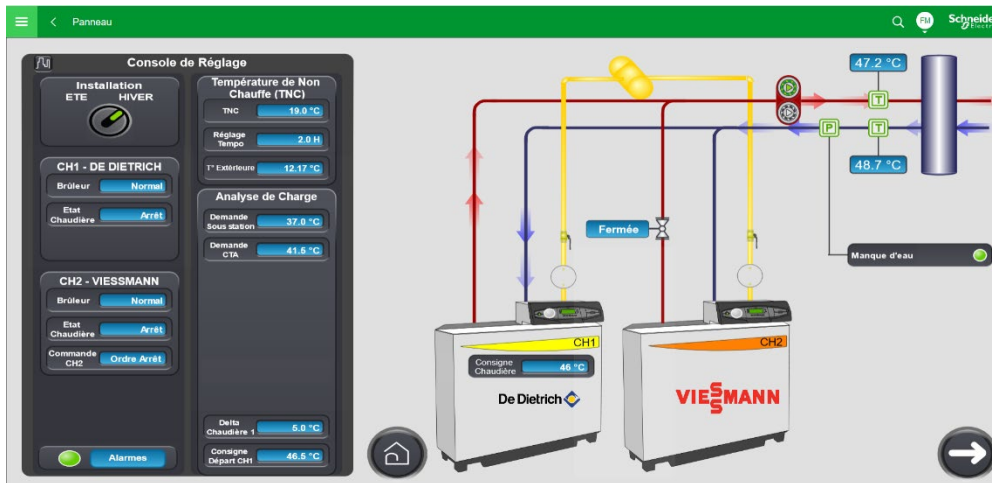 Panneau
FM
Schneide
Electr
Console de Réglage
Installation
ETE HIVER
CH1 - DE DIETRICH
Brûleur Normal
Etat
Chaudière
Arrêt
CH2 - VIESSMANN
Brûleur Normal
Etat
Chaudière
Arrêt
Commande
CH2
Ordre Arrêt
Alarmes
Température de Non
Chauffe (TNC)
TNC 19.0 °C
Réglage
Tempo
2.0 H
T° Extérieure 12.17 °C
Analyse de Charge
Demande
Sous station
37.0 °C
Demande
CTA
41.5 °C
Delta
Chaudière 1
5.0 °C
Consigne
Départ CH1
46.5 °C
47.2 °C
T
P
T
48.7 °C
Fermée
Manque d'eau
CH1
Consigne
Chaudière
46 °C
De Dietrich
CH2
VIESSMANN